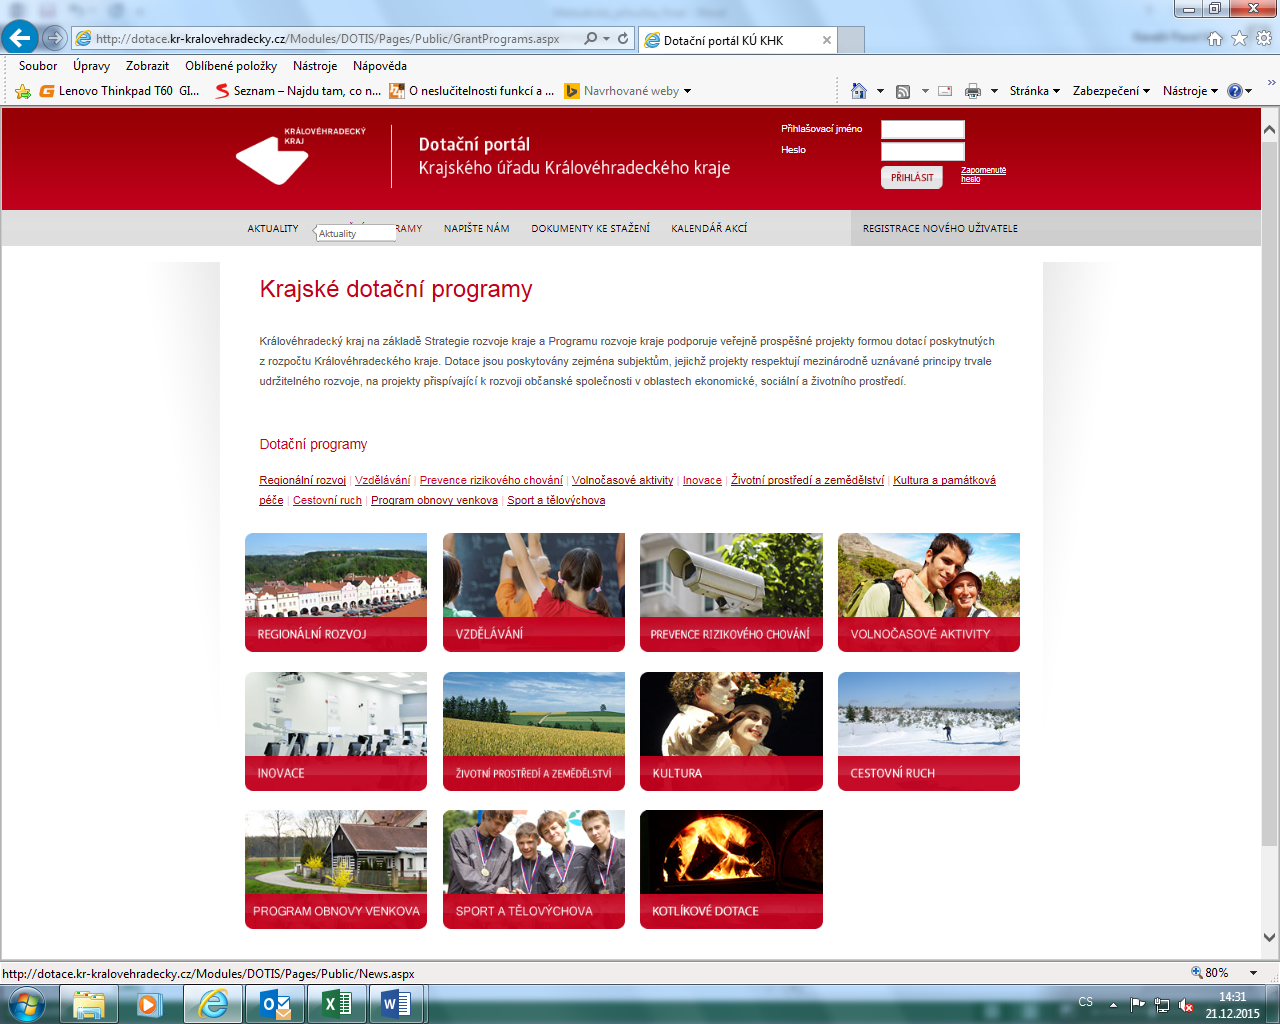 http://dotace.kr-kralovehradecky.cz/Modules/DOTIS/Pages/Public/GrantPrograms.aspx
Dotační portál KÚ KHK
Soubor Úpravy Zobrazit Oblíbené položky Nástroje Nápověda
Lenovo Thinkpad T60 GI... Seznam – Najdu tam, co n... O neslučitelnosti funkcí a ... Navrhované weby Stránka Zabezpečení Nástroje
KRÁLOVÉHRADECKÝ
KRAJ
Dotační portál
Krajského úřadu Královéhradeckého kraje
Přihlašovací jméno
Heslo
PŘIHLÁSIT
Zapomenuté
heslo
AKTUALITY NAPIŠTE NÁM DOKUMENTY KE STAŽENÍ KALENDÁŘ AKCÍ REGISTRACE NOVÉHO UŽIVATELE
Aktuality
Krajské dotační programy
Královéhradecký kraj na základě Strategie rozvoje kraje a Programu rozvoje kraje podporuje veřejně prospěšné projekty formou dotací poskytnutých
z rozpočtu Královéhradeckého kraje. Dotace jsou poskytovány zejména subjektům, jejichž projekty respektují mezinárodně uznávané principy trvale
udržitelného rozvoje, na projekty přispívající k rozvoji občanské společnosti v oblastech ekonomické, sociální a životního prostředí.
Dotační programy
Regionální rozvoj | Vzdělávání | Prevence rizikového chování | Volnočasové aktivity | Inovace | Životní prostředí a zemědělství | Kultura a památková
péče | Cestovní ruch | Program obnovy venkova | Sport a tělovýchova
REGIONÁLNÍ ROZVOJ VZDĚLÁVÁNÍ PREVENCE RIZIKOVÉHO CHOVÁNÍ VOLNOČASOVÉ AKTIVITY
INOVACE ŽIVOTNÍ PROSTŘEDÍ A ZEMĚDĚLSTVÍ KULTURA CESTOVNÍ RUCH
PROGRAM OBNOVY VENKOVA SPORT A TĚLOVÝCHOVA KOTLÍKOVÉ DOTACE
http://dotace.kr-kralovehradecky.cz/Modules/DOTIS/Pages/Public/News.aspx
80%
CS
14:31
21.12.2015